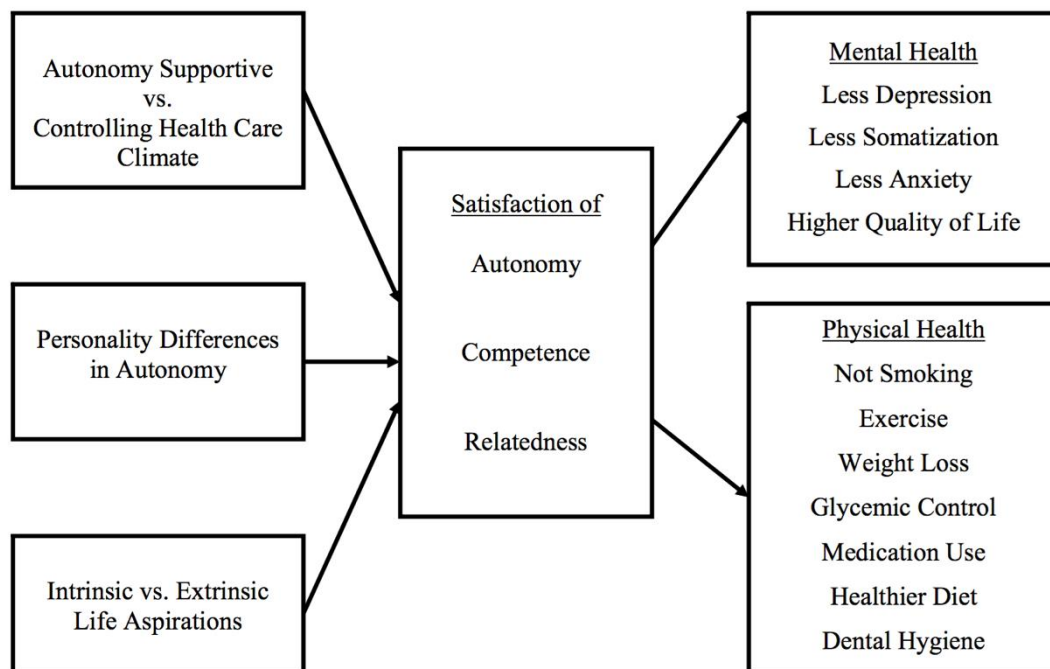 Autonomy Supportive
vs.
Controlling Health Care
Climate
Personality Differences
in Autonomy
Intrinsic vs. Extrinsic
Life Aspirations
Satisfaction of
Autonomy
Competence
Relatedness
Mental Health
Less Depression
Less Somatization
Less Anxiety
Higher Quality of Life
Physical Health
Not Smoking
Exercise
Weight Loss
Glycemic Control
Medication Use
Healthier Diet
Dental Hygiene